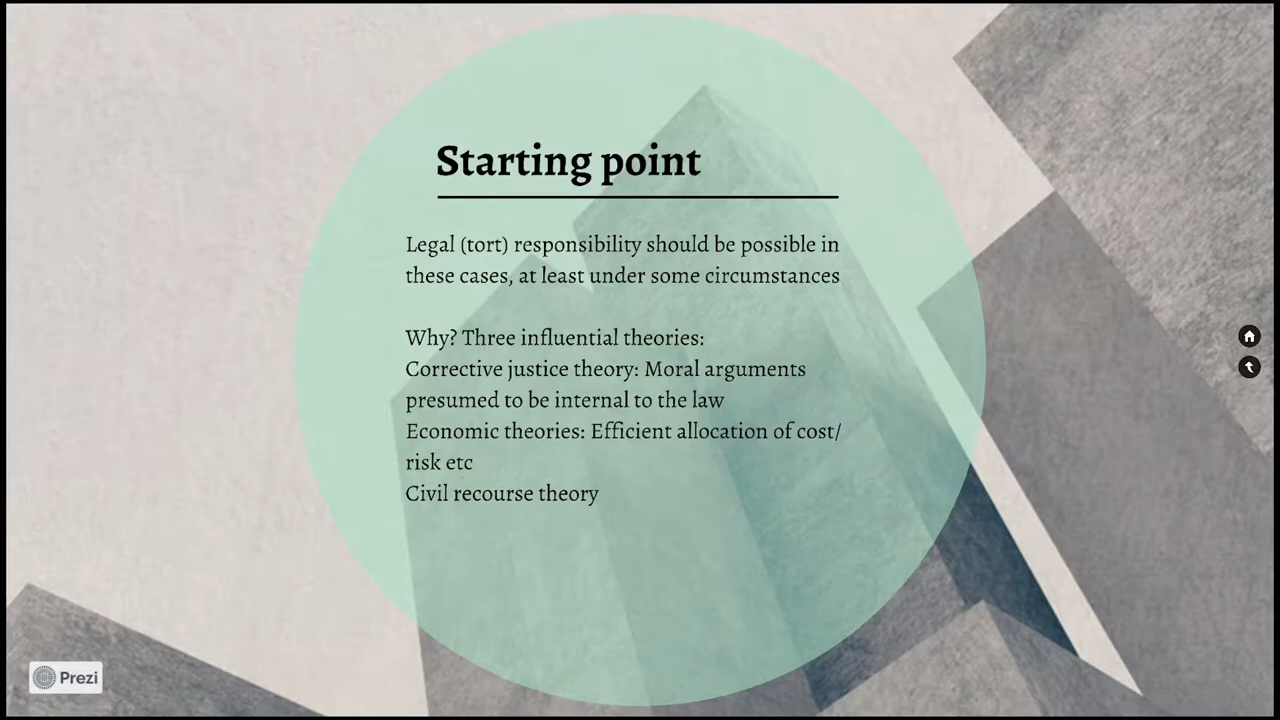 Starting point
Legal (tort) responsibility should be possible in
these cases, at least under some circumstances
Why? Three influential theories:
Corrective justice theory: Moral arguments
presumed to be internal to the law
Economic theories: Efficient allocation of cost/
risk etc
Civil recourse theory
Prezi